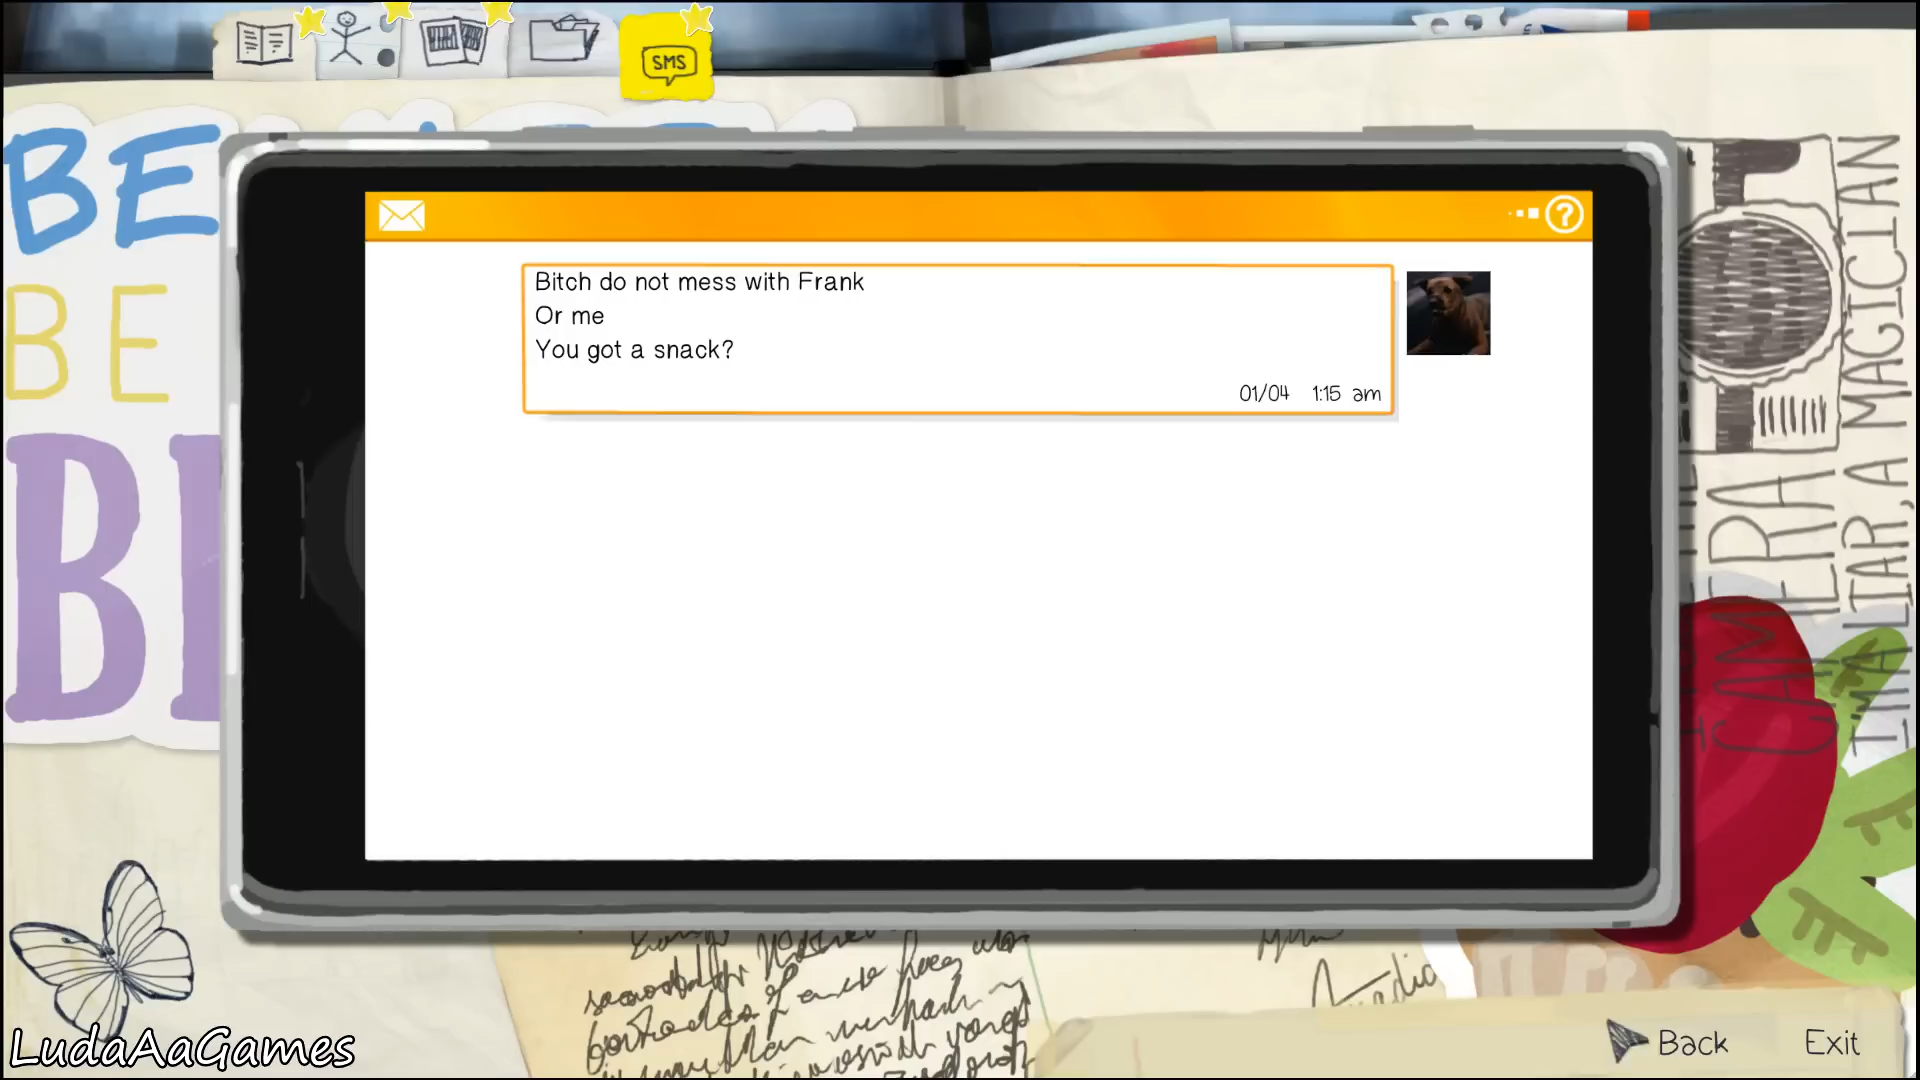 SMS
BE
BE
Bitch do not mess with Frank
Or me
You got a snack?
01/04 1:15 am
CAMERA
I'M A LIAR, A MAGICIAN
LudaAaGames
Back
Exit